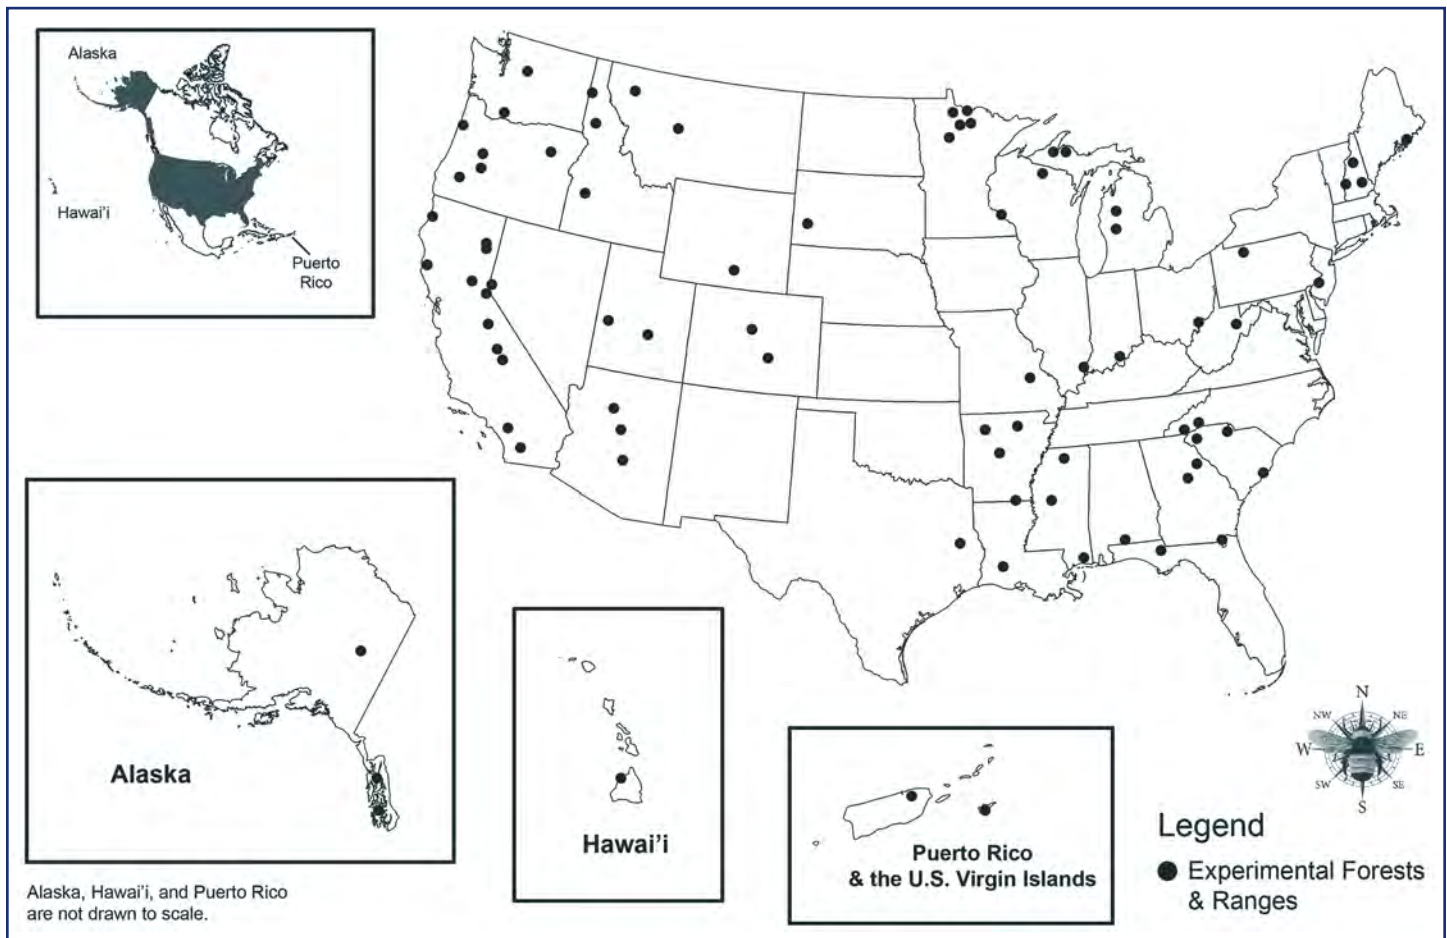 Alaska
Hawai'i
Puerto
Rico
Alaska
Alaska, Hawai'i, and Puerto Rico
are not drawn to scale.
Hawai'i
Puerto Rico
& the U.S. Virgin Islands
N
NW
NE
W
E
SW
SE
S
Legend
Experimental Forests
& Ranges